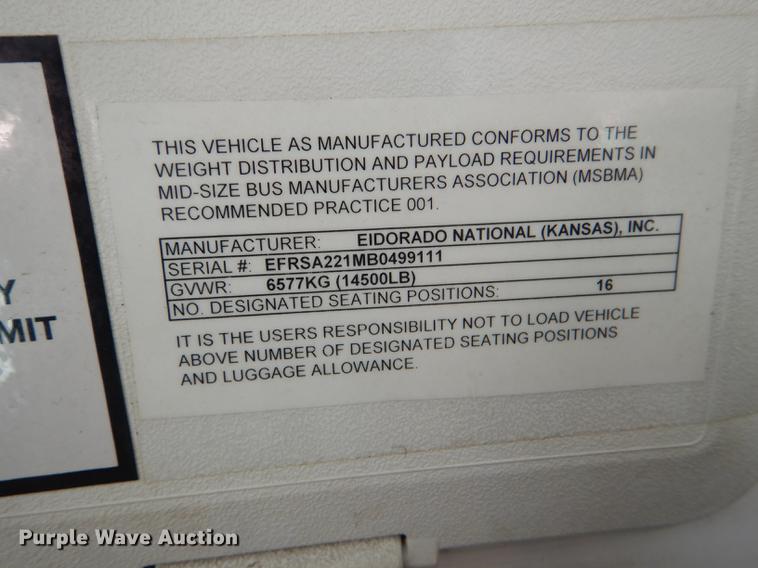 THIS VEHICLE AS MANUFACTURED CONFORMS TO THE
WEIGHT DISTRIBUTION AND PAYLOAD REQUIREMENTS IN
MID-SIZE BUS MANUFACTURERS ASSOCIATION (MSBMA)
RECOMMENDED PRACTICE 001.
MANUFACTURER: EIDORADO NATIONAL (KANSAS), INC.
SERIAL #: EFRSA221MB0499111
GVWR: 6577KG (14500LB)
NO. DESIGNATED SEATING POSITIONS: 16
IT IS THE USERS RESPONSIBILITY NOT TO LOAD VEHICLE
ABOVE NUMBER OF DESIGNATED SEATING POSITIONS
AND LUGGAGE ALLOWANCE.
Y
MIT
Purple Wave Auction